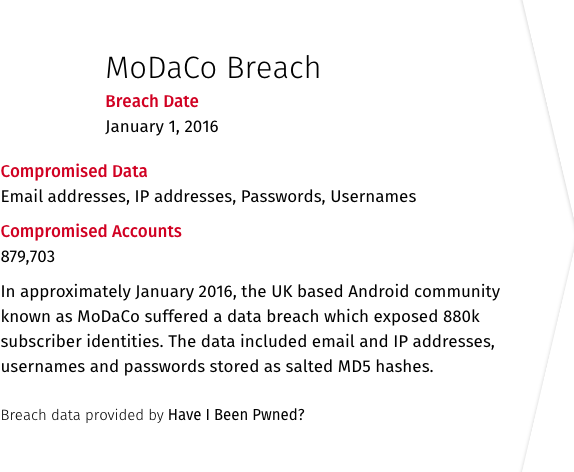 MoDaCo Breach
Breach Date
January 1, 2016
Compromised Data
Email addresses, IP addresses, Passwords, Usernames
Compromised Accounts
879,703
In approximately January 2016, the UK based Android community
known as MoDaCo suffered a data breach which exposed 880k
subscriber identities. The data included email and IP addresses,
usernames and passwords stored as salted MD5 hashes.
Breach data provided by Have I Been Pwned?